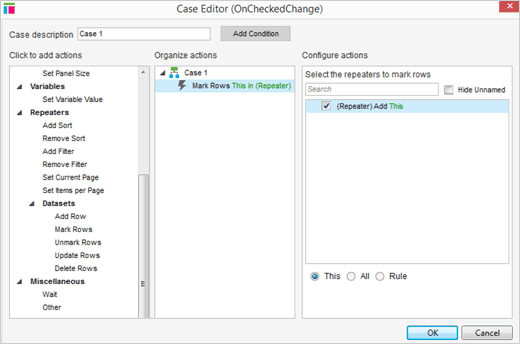 Case Editor (OnCheckedChange)
Case description Case 1 Add Condition
Click to add actions
Set Panel Size
Variables
Set Variable Value
Repeaters
Add Sort
Remove Sort
Add Filter
Remove Filter
Set Current Page
Set Items per Page
Datasets
Add Row
Mark Rows
Unmark Rows
Update Rows
Delete Rows
Miscellaneous
Wait
Other
Organize actions
Case 1
Mark Rows This in (Repeater)
Configure actions
Select the repeaters to mark rows
Search Hide Unnamed
(Repeater) Add This
This All Rule
OK Cancel